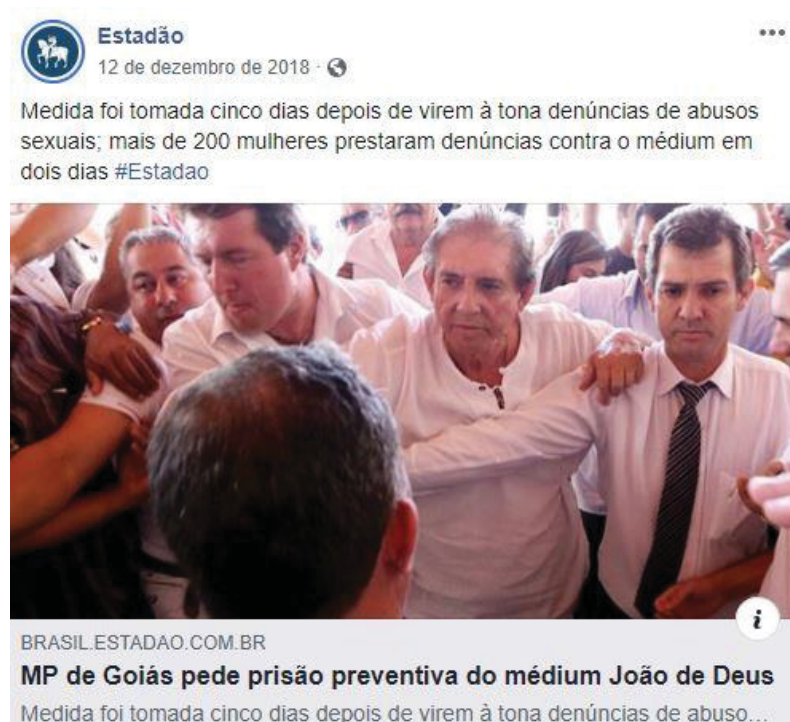 Estadão
12 de dezembro de 2018 ·
Medida foi tomada cinco dias depois de virem à tona denúncias de abusos
sexuais; mais de 200 mulheres prestaram denúncias contra o médium em
dois dias #Estadao
i
BRASIL.ESTADAO.COM.BR
MP de Goiás pede prisão preventiva do médium João de Deus
Medida foi tomada cinco dias depois de virem à tona denúncias de abuso...